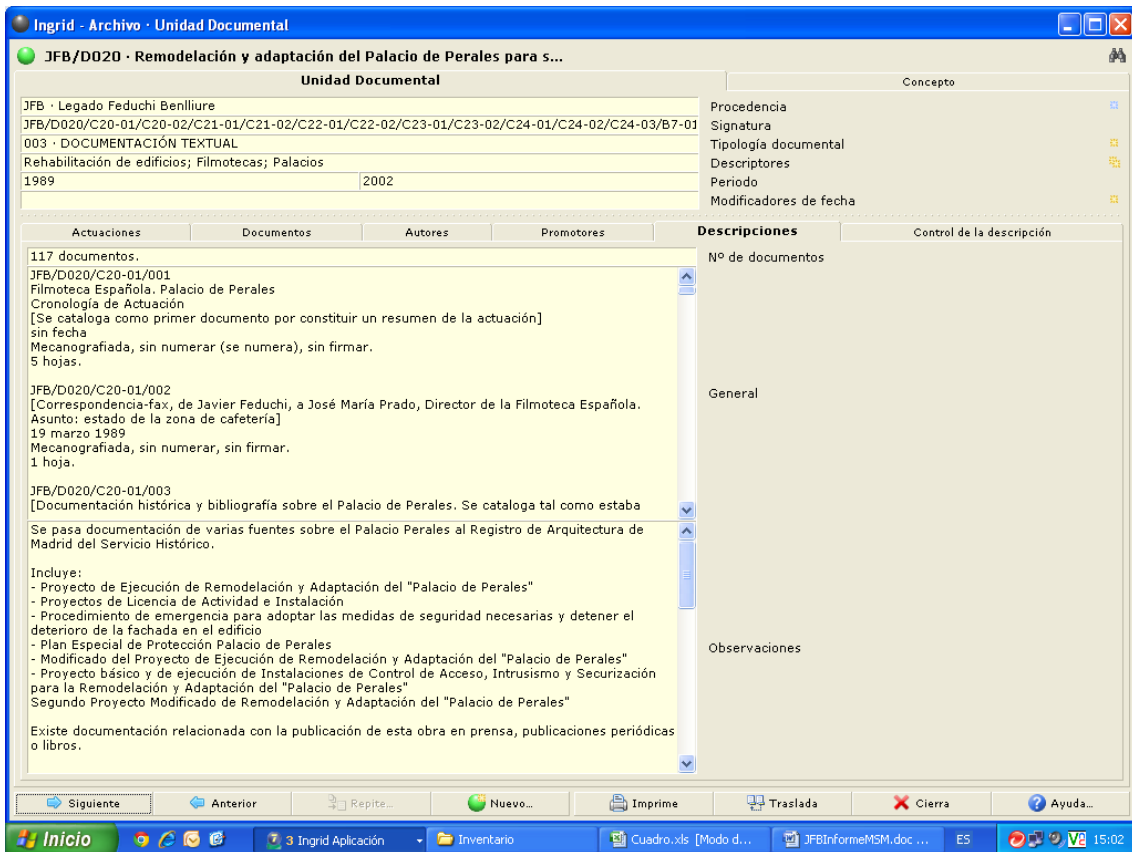 Ingrid - Archivo · Unidad Documental
JFB/D020 · Remodelación y adaptación del Palacio de Perales para s...
Unidad Documental
Concepto
JFB · Legado Feduchi Benlliure
Procedencia
JFB/D020/C20-01/C20-02/C21-01/C21-02/C22-01/C22-02/C23-01/C23-02/C24-01/C24-02/C24-03/B7-01
Signatura
003 · DOCUMENTACIÓN TEXTUAL
Tipología documental
Rehabilitación de edificios; Filmotecas; Palacios
Descriptores
1989
2002
Periodo
Modificadores de fecha
Actuaciones
Documentos
Autores
Promotores
Descripciones
Control de la descripción
117 documentos.
Nº de documentos
JFB/D020/C20-01/001
Filmoteca Española. Palacio de Perales
Cronología de Actuación
[Se cataloga como primer documento por constituir un resumen de la actuación]
sin fecha
Mecanografiada, sin numerar (se numera), sin firmar.
5 hojas.
JFB/D020/C20-01/002
General
[Correspondencia-fax, de Javier Feduchi, a José María Prado, Director de la Filmoteca Española.
Asunto: estado de la zona de cafetería]
19 marzo 1989
Mecanografiada, sin numerar, sin firmar.
1 hoja.
JFB/D020/C20-01/003
[Documentación histórica y bibliografía sobre el Palacio de Perales. Se cataloga tal como estaba
Se pasa documentación de varias fuentes sobre el Palacio Perales al Registro de Arquitectura de
Madrid del Servicio Histórico.
Incluye:
- Proyecto de Ejecución de Remodelación y Adaptación del "Palacio de Perales"
- Proyectos de Licencia de Actividad e Instalación
- Procedimiento de emergencia para adoptar las medidas de seguridad necesarias y detener el
deterioro de la fachada en el edificio
- Plan Especial de Protección Palacio de Perales
Observaciones
- Modificado del Proyecto de Ejecución de Remodelación y Adaptación del "Palacio de Perales"
- Proyecto básico y de ejecución de Instalaciones de Control de Acceso, Intrusismo y Securización
para la Remodelación y Adaptación del "Palacio de Perales"
Segundo Proyecto Modificado de Remodelación y Adaptación del "Palacio de Perales"
Existe documentación relacionada con la publicación de esta obra en prensa, publicaciones periódicas
o libros.
Siguiente
Anterior
Repite...
Nuevo...
Imprime
Traslada
Cierra
Ayuda...
Inicio
3 Ingrid Aplicación
Inventario
Cuadro.xls [Modo d...
JFBInformeMSM.doc ...
ES
15:02